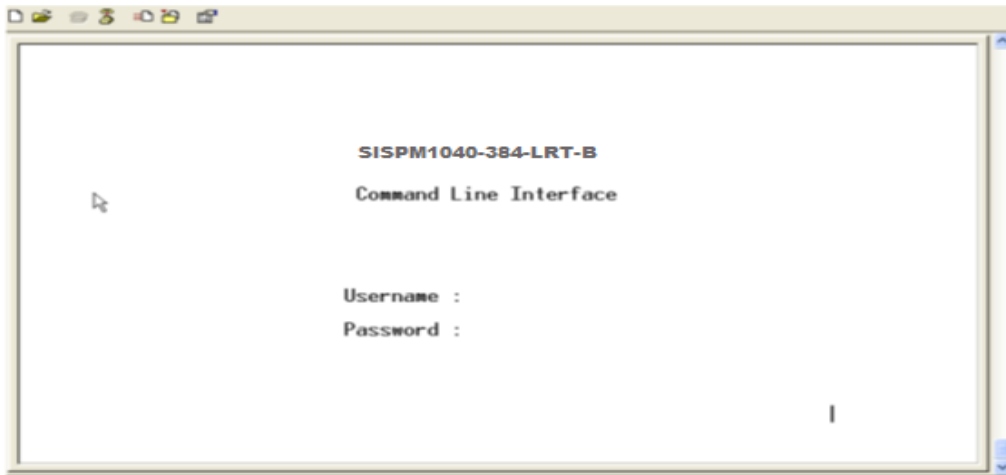 SISPM1040-384-LRT-B
Command Line Interface
Username :
Password :